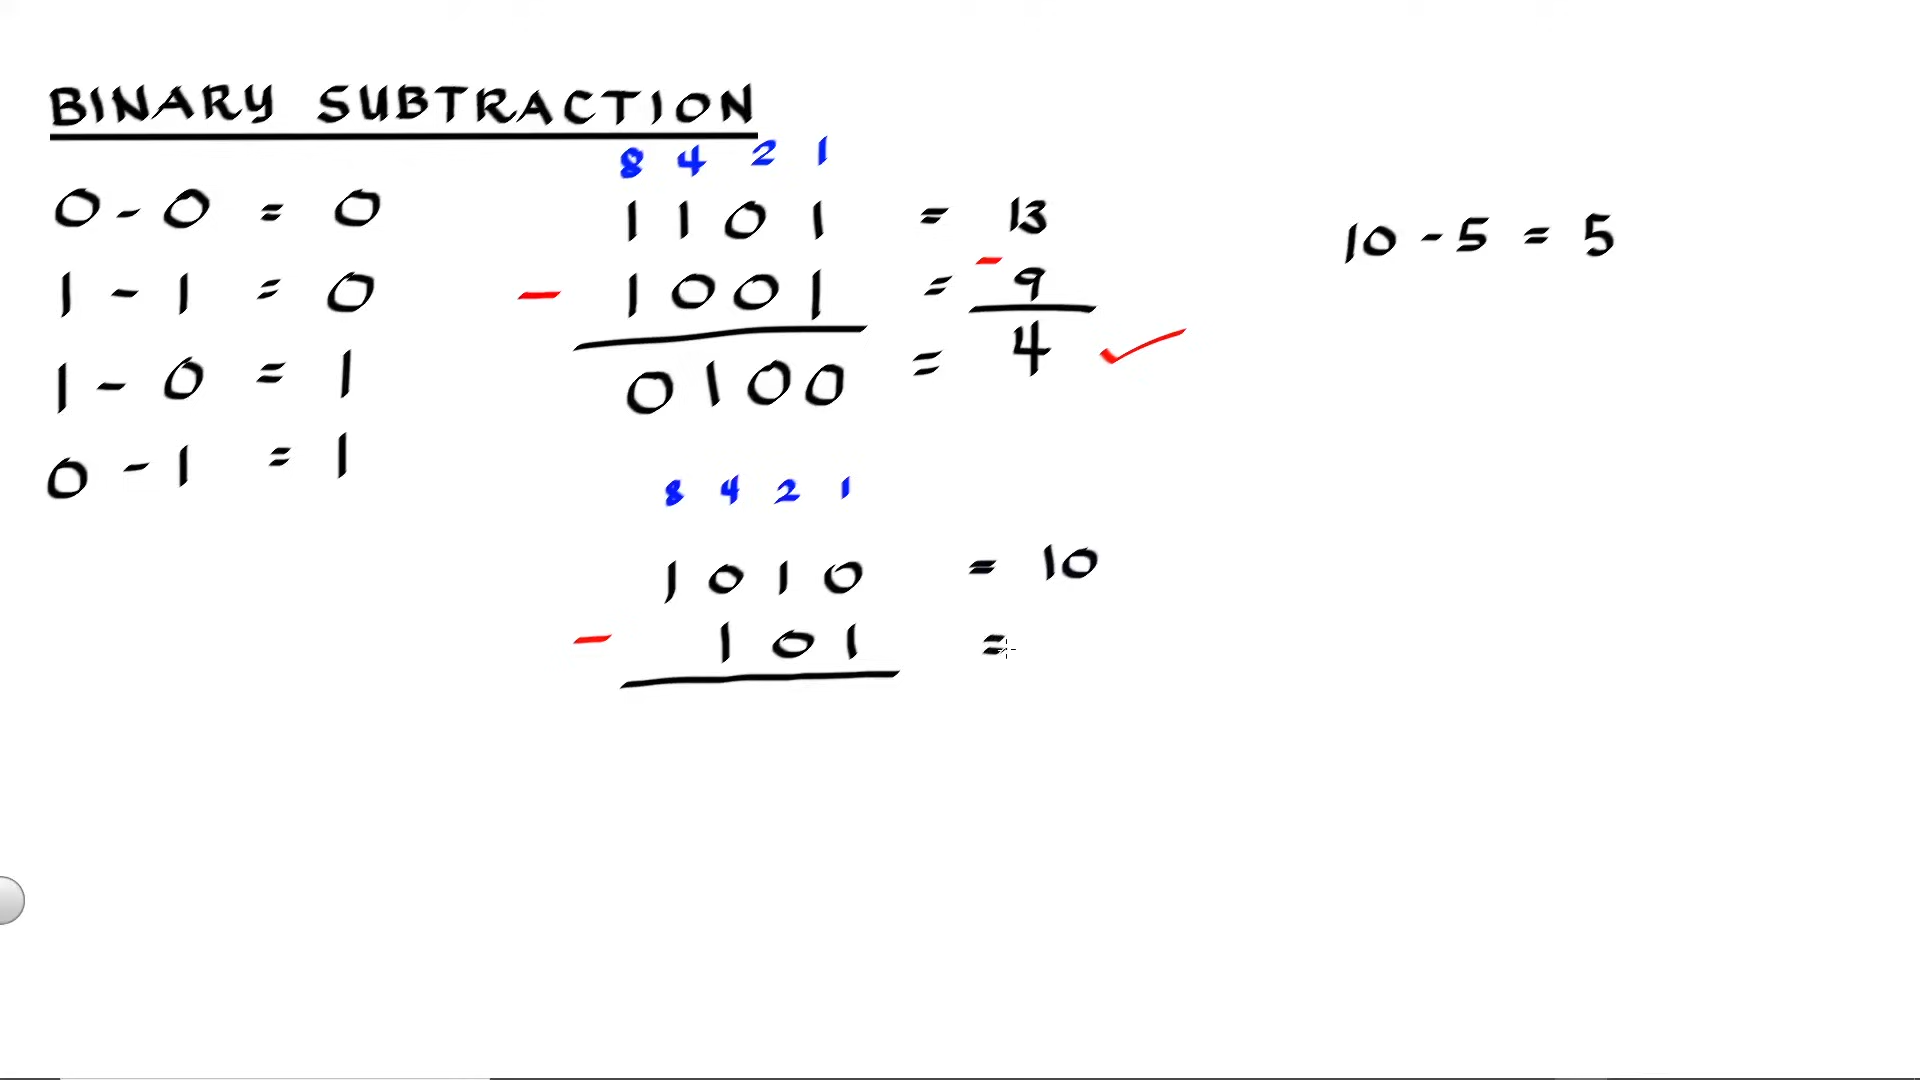 BINARY SUBTRACTION
0 - 0 = 0
1 - 1 = 0
1 - 0 = 1
0 - 1 = 1
8 4 2 1
1 1 0 1 = 13
- 1 0 0 1 = - 9
0 1 0 0 = 4 ✓
8 4 2 1
1 0 1 0 = 10
- 1 0 1 =
10 - 5 = 5